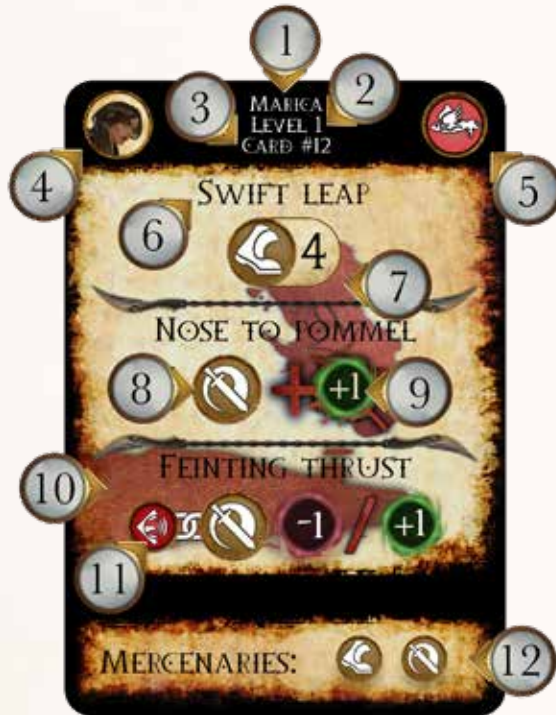 1
2
3
Marica
Level 1
Card #12
4
5
Swift leap
6
4
7
Nose to pommel
8
+1
9
10
Feinting thrust
-1 / +1
11
Mercenaries:
12